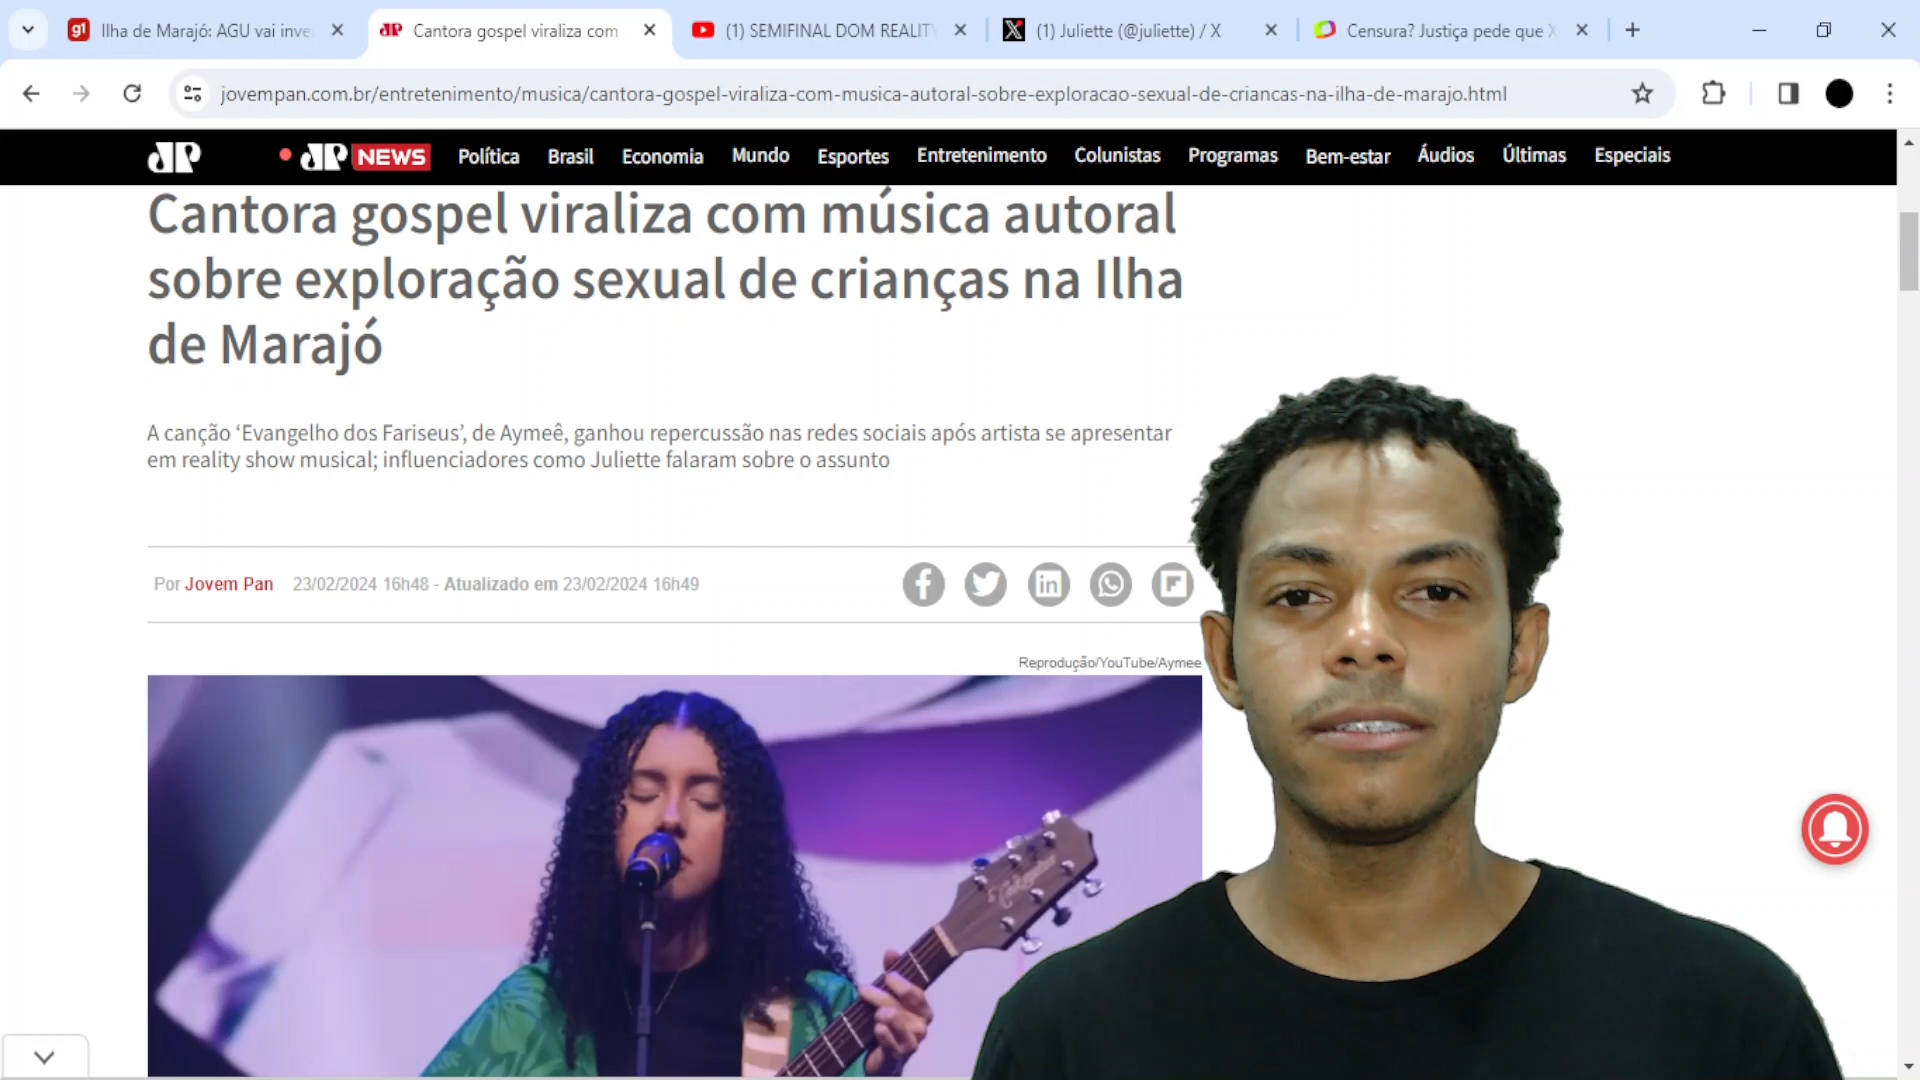 g1 Ilha de Marajó: AGU vai inve
JP Cantora gospel viraliza com
(1) SEMIFINAL DOM REALITY
X (1) Juliette (@juliette) / X
Censura? Justiça pede que X
jovempan.com.br/entretenimento/musica/cantora-gospel-viraliza-com-musica-autoral-sobre-exploracao-sexual-de-criancas-na-ilha-de-marajo.html
JP JP NEWS Política Brasil Economia Mundo Esportes Entretenimento Colunistas Programas Bem-estar Áudios Últimas Especiais
Cantora gospel viraliza com música autoral
sobre exploração sexual de crianças na Ilha
de Marajó
A canção ‘Evangelho dos Fariseus’, de Aymeê, ganhou repercussão nas redes sociais após artista se apresentar
em reality show musical; influenciadores como Juliette falaram sobre o assunto
Por Jovem Pan 23/02/2024 16h48 - Atualizado em 23/02/2024 16h49
Reprodução/YouTube/Aymee